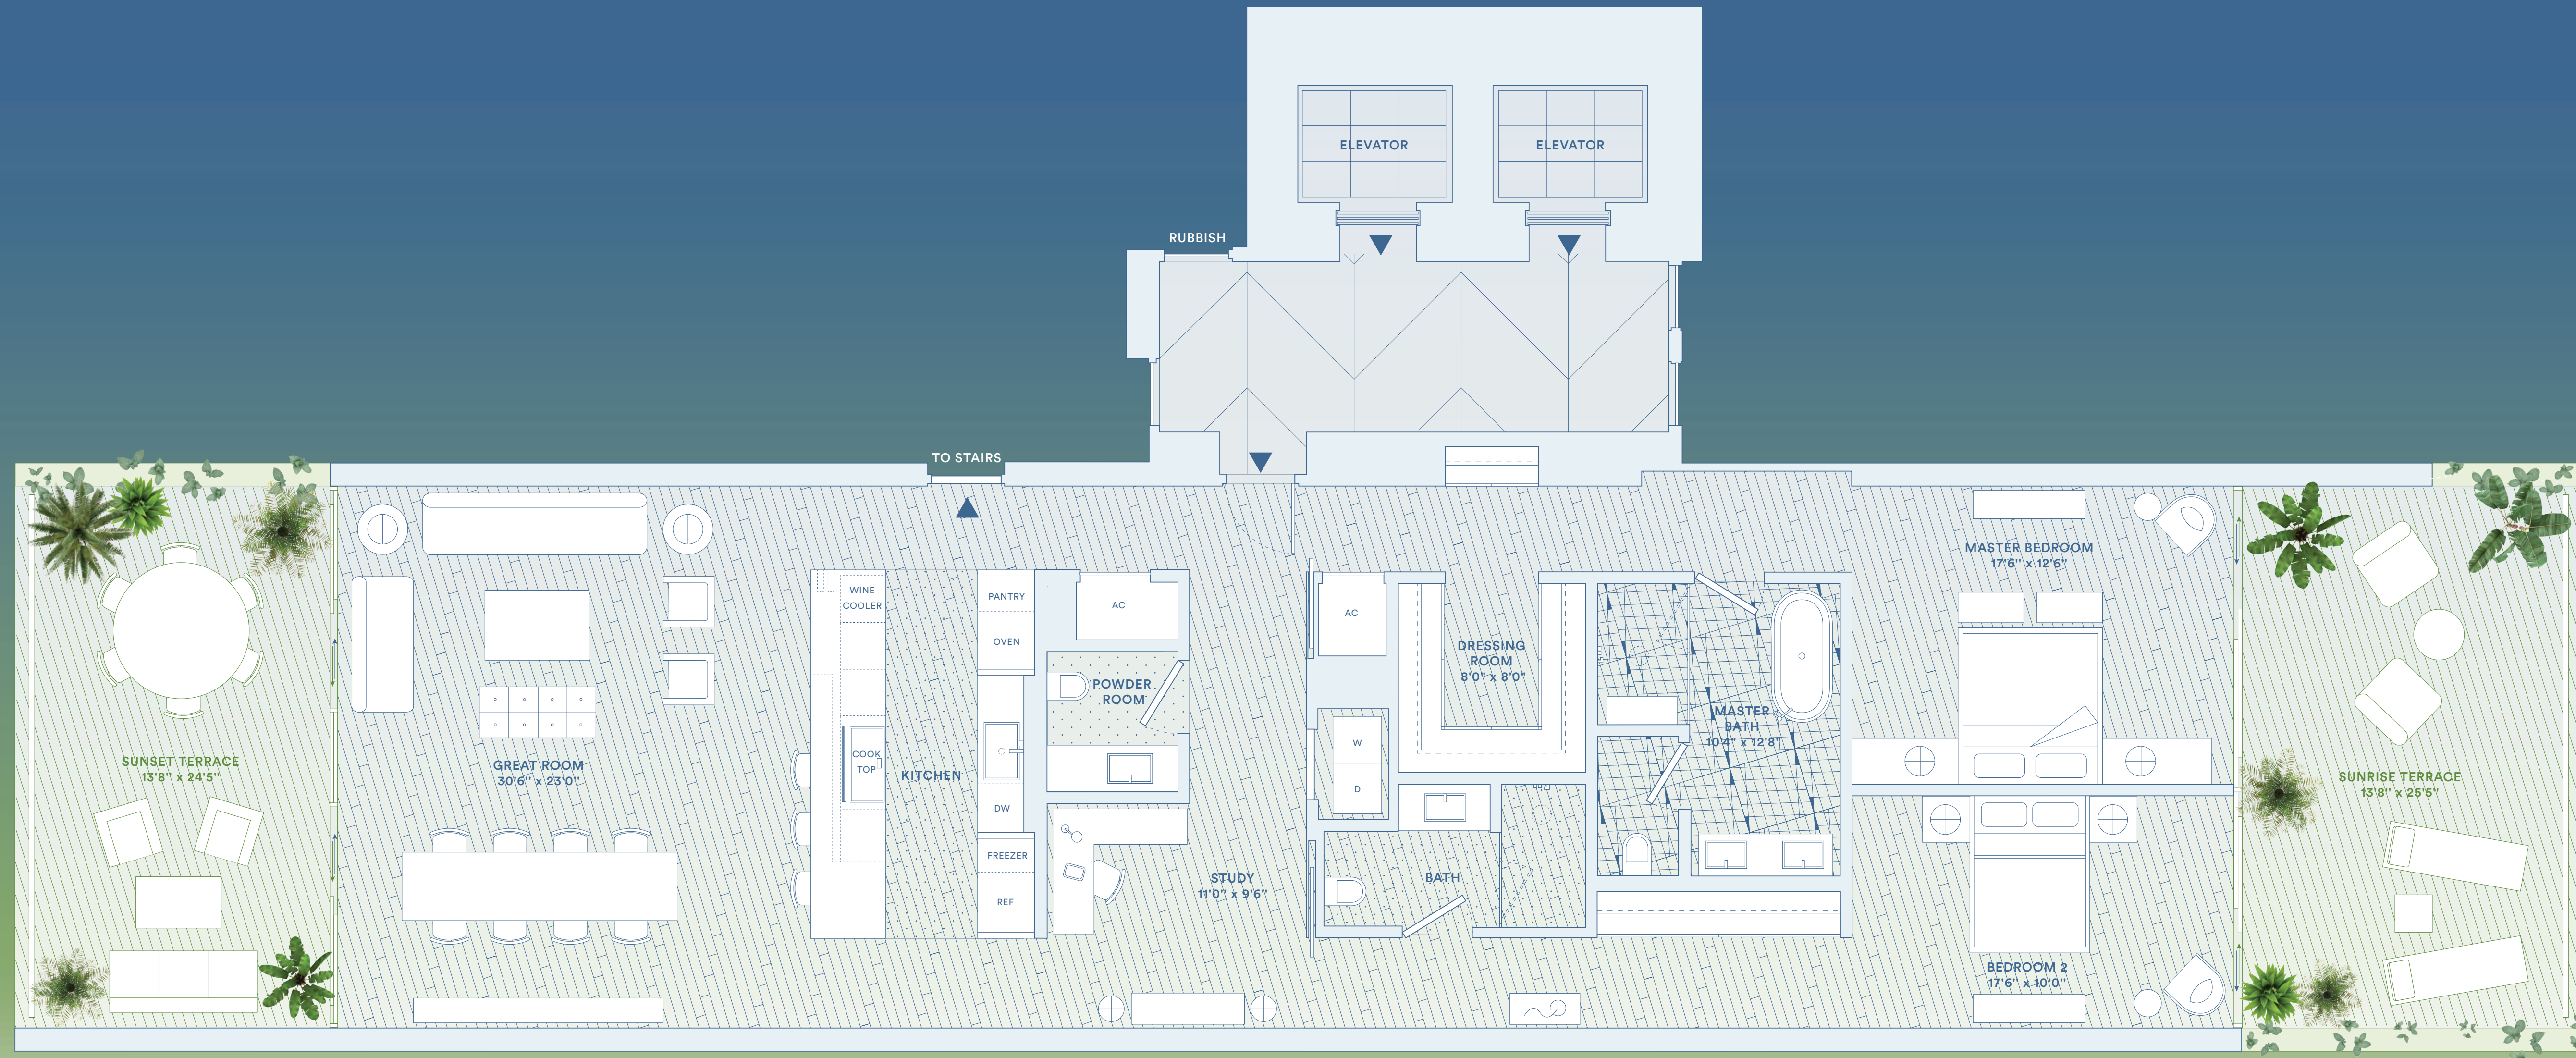 ELEVATOR
ELEVATOR
RUBBISH
TO STAIRS
SUNSET TERRACE
13'8'' x 24'5''
GREAT ROOM
30'6'' x 23'0''
WINE
COOLER
COOK
TOP
KITCHEN
PANTRY
OVEN
DW
FREEZER
REF
AC
POWDER
ROOM
STUDY
11'0'' x 9'6''
AC
W
D
DRESSING
ROOM
8'0'' x 8'0''
BATH
MASTER
BATH
10'4'' x 12'8''
MASTER BEDROOM
17'6'' x 12'6''
BEDROOM 2
17'6'' x 10'0''
SUNRISE TERRACE
13'8'' x 25'5''